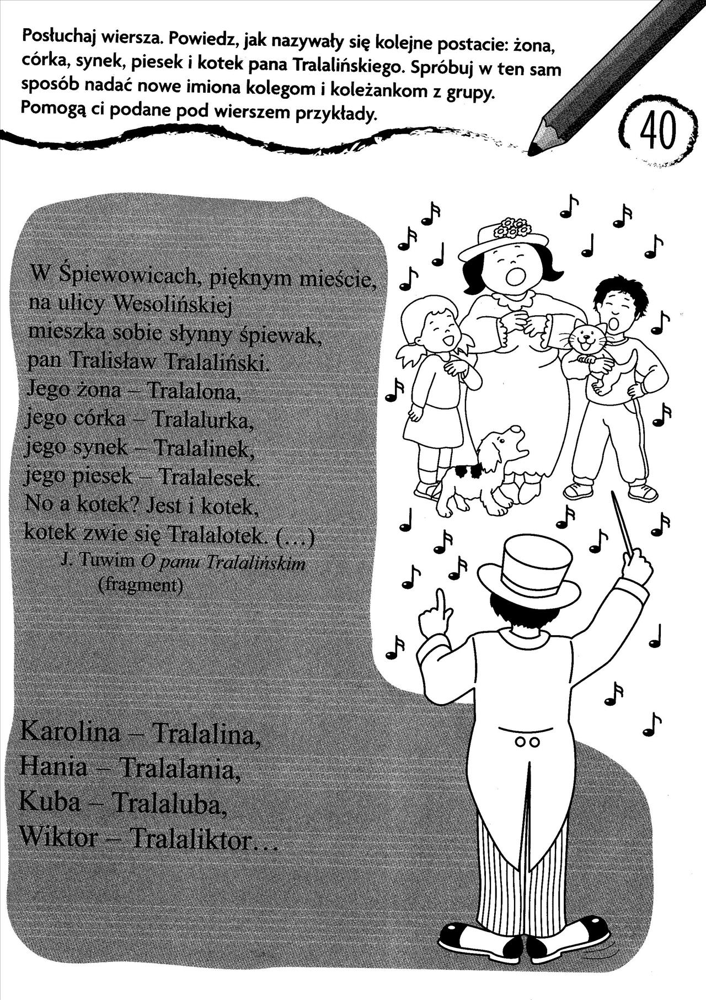 Posłuchaj wiersza. Powiedz, jak nazywały się kolejne postacie: żona,
córka, synek, piesek i kotek pana Tralalińskiego. Spróbuj w ten sam
sposób nadać nowe imiona kolegom i koleżankom z grupy.
Pomogą ci podane pod wierszem przykłady.
40
W Śpiewowicach, pięknym mieście,
na ulicy Wesolińskiej
mieszka sobie słynny śpiewak,
pan Tralisław Tralaliński.
Jego żona – Tralalona,
jego córka – Tralalurka,
jego synek – Tralalinek,
jego piesek – Tralalesek.
No a kotek? Jest i kotek,
kotek zwie się Tralalotek. (…)
J. Tuwim O panu Tralalińskim
(fragment)
Karolina – Tralalina,
Hania – Tralalania,
Kuba – Tralaluba,
Wiktor – Tralaliktor…